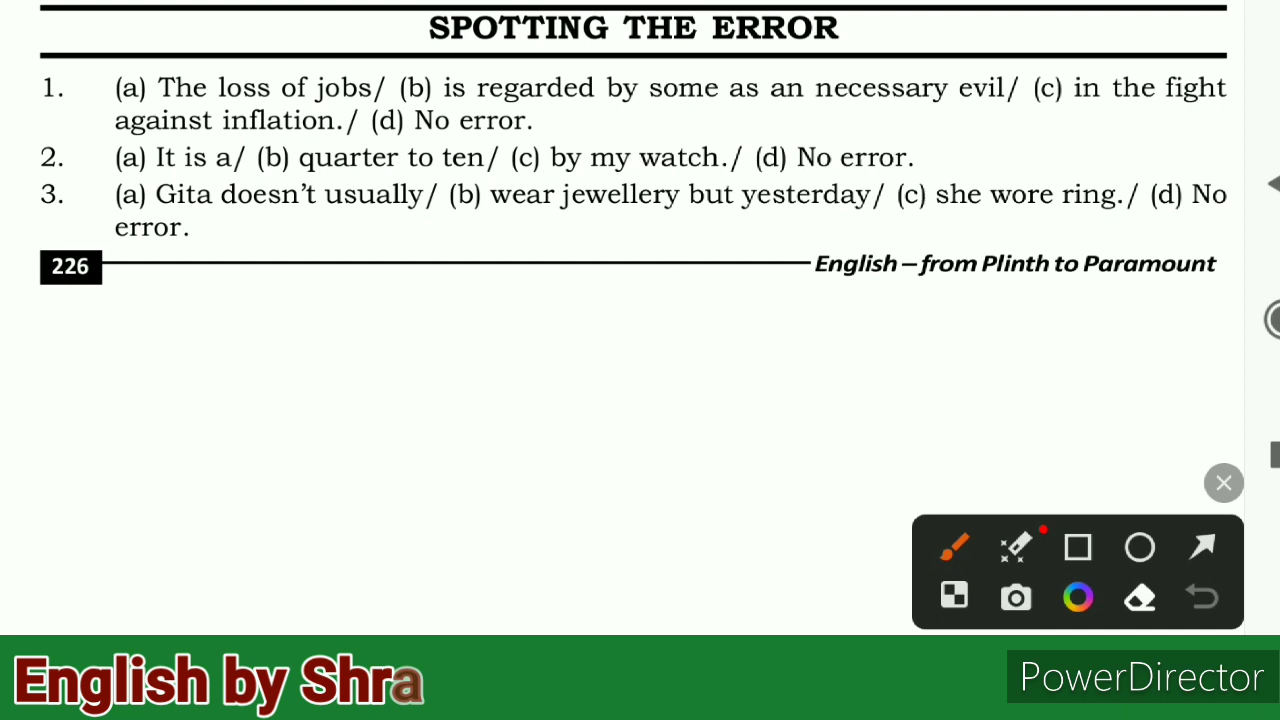 SPOTTING THE ERROR
1. (a) The loss of jobs/ (b) is regarded by some as an necessary evil/ (c) in the fight
against inflation./ (d) No error.
2. (a) It is a/ (b) quarter to ten/ (c) by my watch./ (d) No error.
3. (a) Gita doesn’t usually/ (b) wear jewellery but yesterday/ (c) she wore ring./ (d) No
error.
226 English – from Plinth to Paramount
English by Shra
PowerDirector